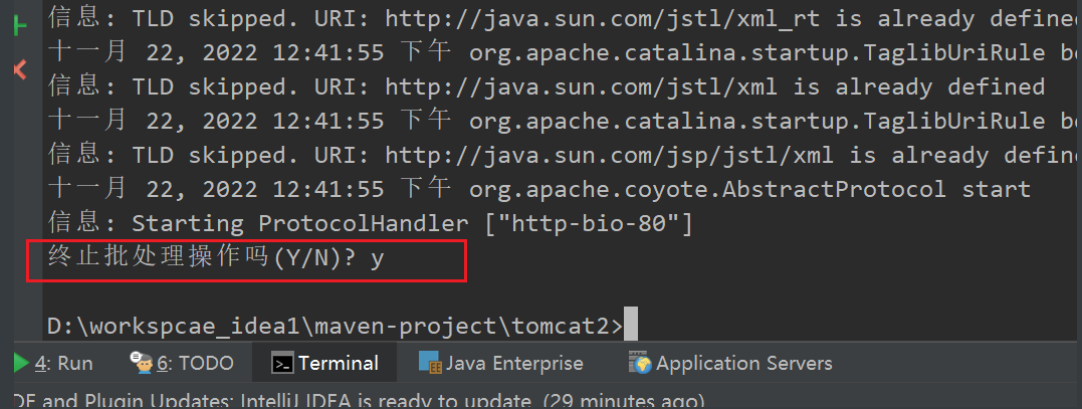 信息: TLD skipped. URI: http://java.sun.com/jstl/xml_rt is already defined
十一月 22, 2022 12:41:55 下午 org.apache.catalina.startup.TaglibUriRule
信息: TLD skipped. URI: http://java.sun.com/jstl/xml is already defined
十一月 22, 2022 12:41:55 下午 org.apache.catalina.startup.TaglibUriRule
信息: TLD skipped. URI: http://java.sun.com/jsp/jstl/xml is already defin
十一月 22, 2022 12:41:55 下午 org.apache.coyote.AbstractProtocol start
信息: Starting ProtocolHandler ["http-bio-80"]
终止批处理操作吗(Y/N)? y
D:\workspcae_idea1\maven-project\tomcat2>
4: Run 6: TODO Terminal Java Enterprise Application Servers
and Plugin Updates: IntelliJ IDEA is ready to update. (29 minutes ago)